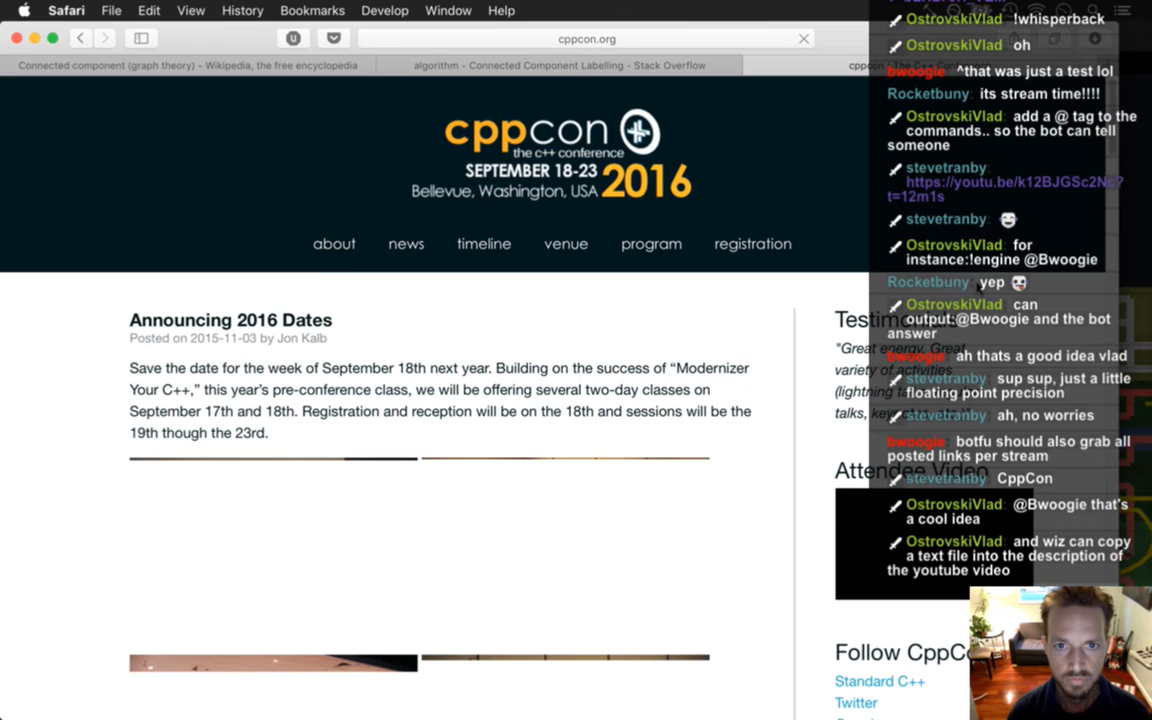 Safari File Edit View History Bookmarks Develop Window Help
cppcon.org
Connected component (graph theory) - Wikipedia, the free encyclopedia
algorithm - Connected Component Labelling - Stack Overflow
cppcon
the c++ conference
SEPTEMBER 18-23
Bellevue, Washington, USA 2016
about news timeline venue program registration
Announcing 2016 Dates
Posted on 2015-11-03 by Jon Kalb
Save the date for the week of September 18th next year. Building on the success of “Modernizer
Your C++,” this year’s pre-conference class, we will be offering several two-day classes on
September 17th and 18th. Registration and reception will be on the 18th and sessions will be the
19th though the 23rd.
Testimonials
"Great energy. Great
variety of activities
(lightning
talks,
Attendee Video
Follow CppCon
Standard C++
Twitter
OstrovskiVlad: !whisperback
OstrovskiVlad: oh
bwoogie: ^that was just a test lol
Rocketbuny: its stream time!!!!
OstrovskiVlad: add a @ tag to the
commands.. so the bot can tell
someone
stevetranby:
https://youtu.be/k12BJGSc2Nc?
t=12m1s
stevetranby:
OstrovskiVlad: for
instance:!engine @Bwoogie
Rocketbuny: yep
OstrovskiVlad: can
output:@Bwoogie and the bot
answer
bwoogie: ah thats a good idea vlad
stevetranby: sup sup, just a little
floating point precision
stevetranby: ah, no worries
bwoogie: botfu should also grab all
posted links per stream
stevetranby: CppCon
OstrovskiVlad: @Bwoogie that's
a cool idea
OstrovskiVlad: and wiz can copy
a text file into the description of
the youtube video